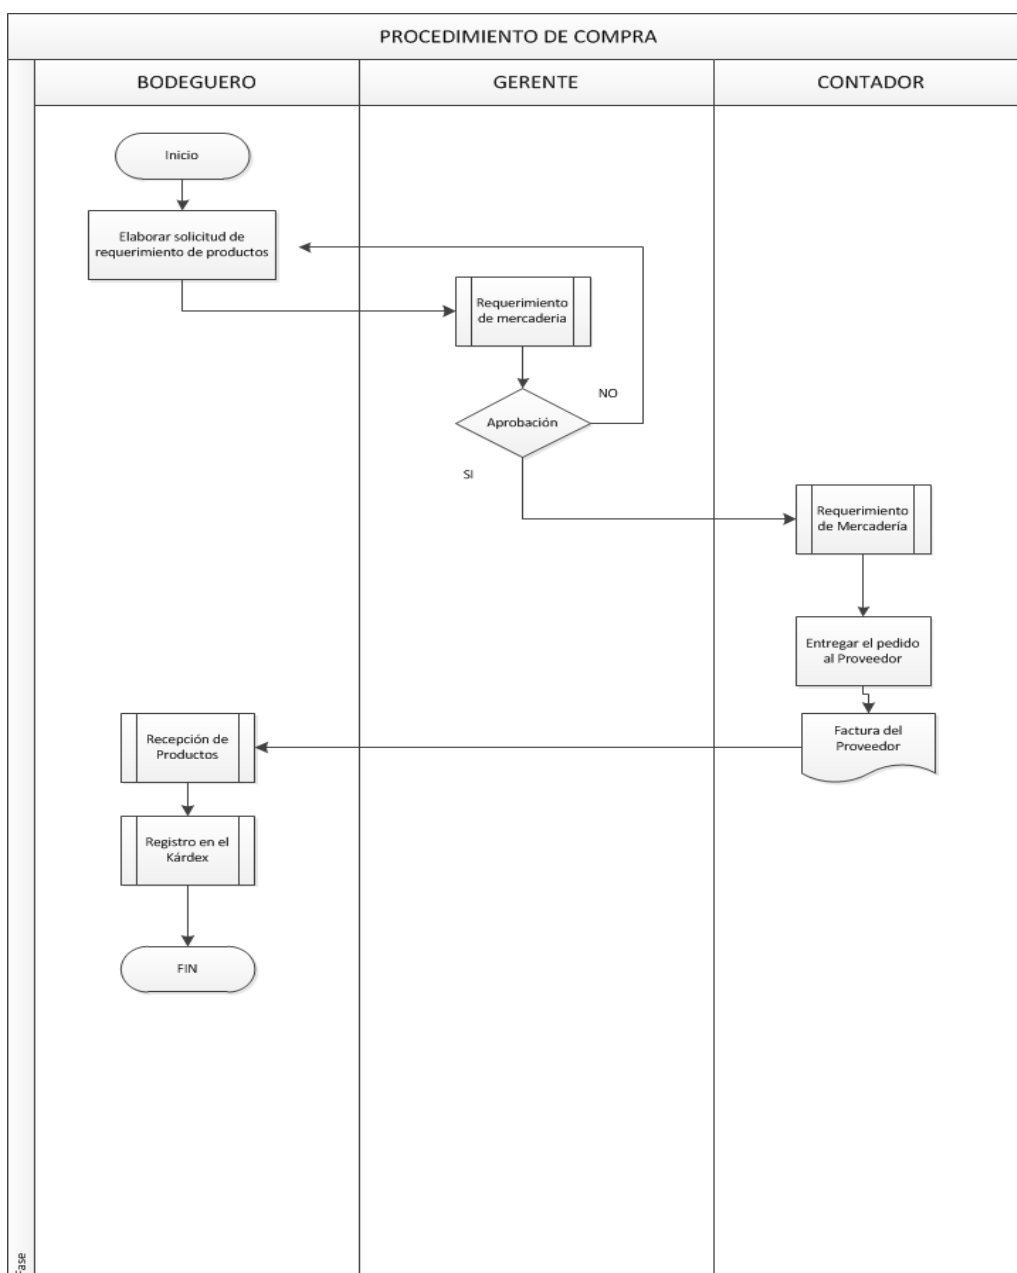 PROCEDIMIENTO DE COMPRA
BODEGUERO
GERENTE
CONTADOR
Inicio
Elaborar solicitud de
requerimiento de productos
Requerimiento
de mercaderia
NO
Aprobación
SI
Requerimiento
de Mercadería
Entregar el pedido
al Proveedor
Factura del
Proveedor
Recepción de
Productos
Registro en el
Kárdex
FIN
Fase